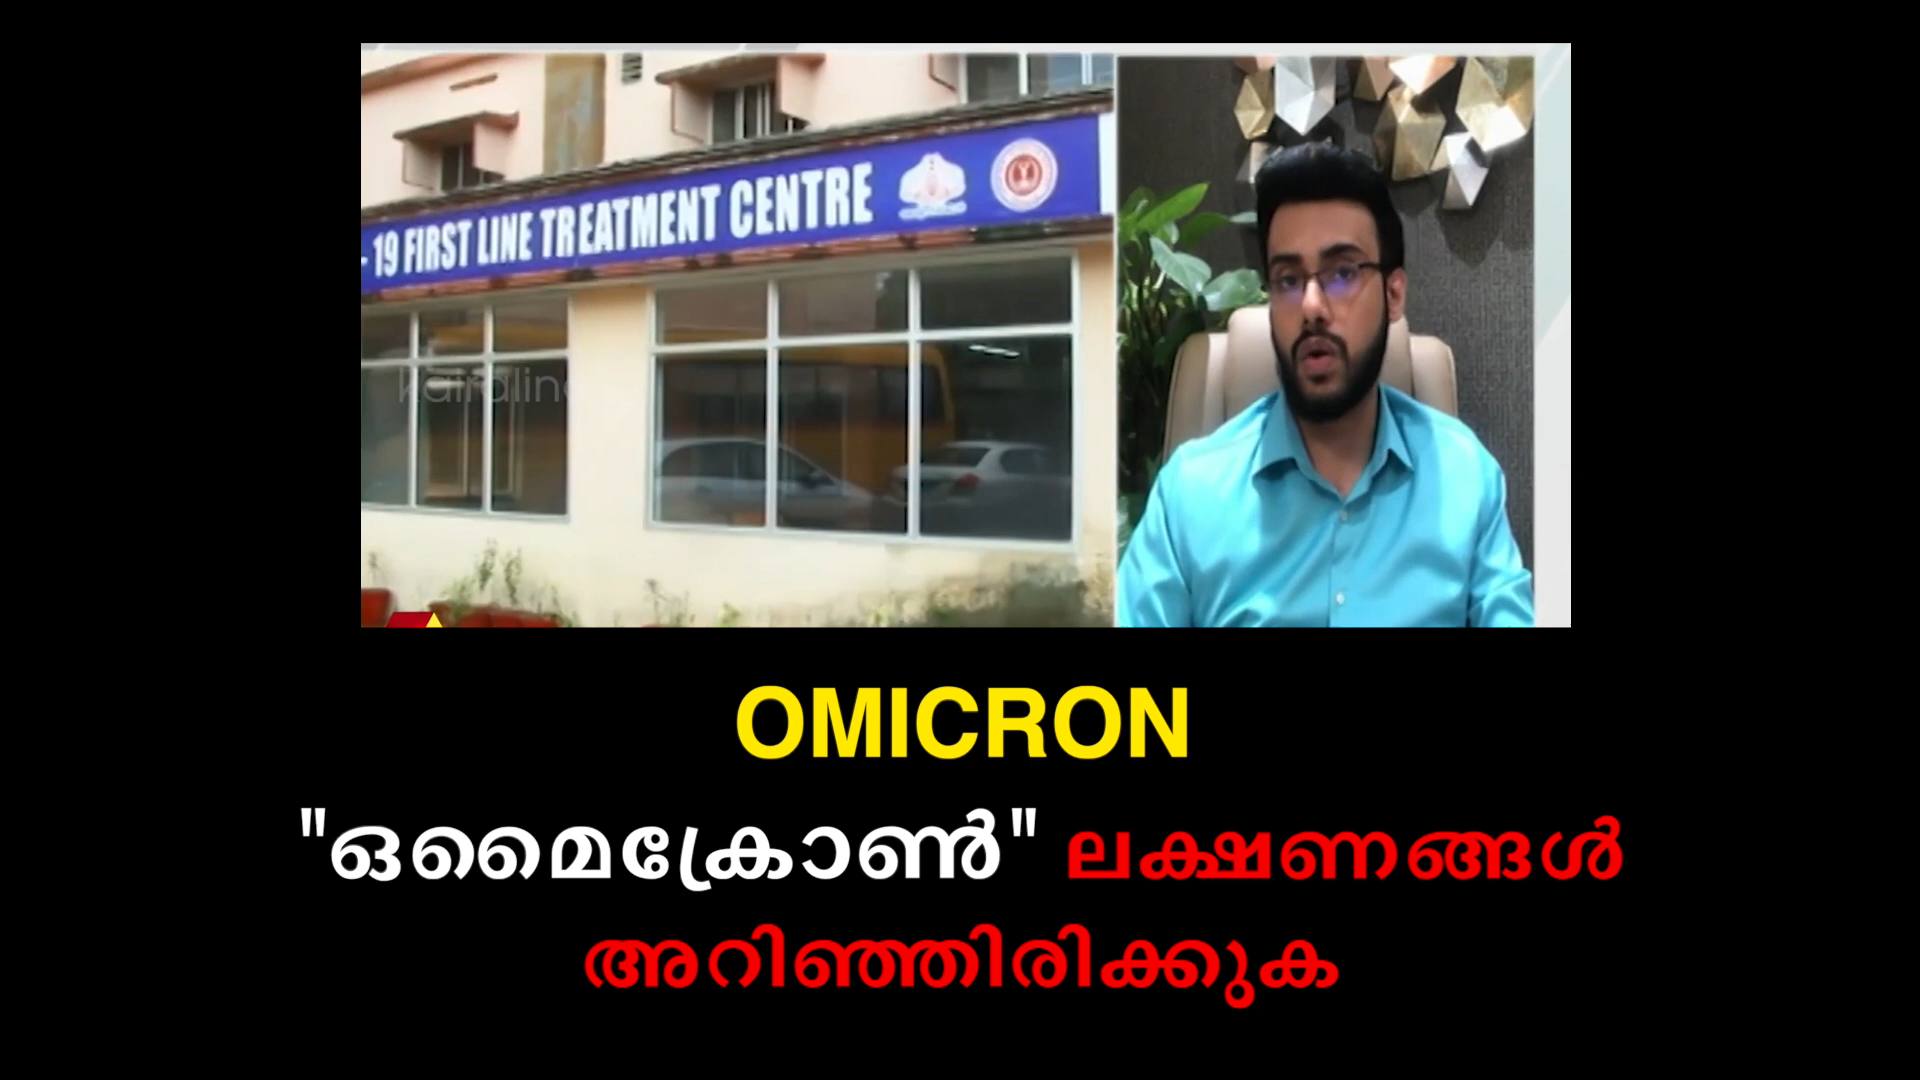 - 19 FIRST LINE TREATMENT CENTRE
OMICRON
"ഒമൈക്രോൺ" ലക്ഷണങ്ങൾ
അറിഞ്ഞിരിക്കുക